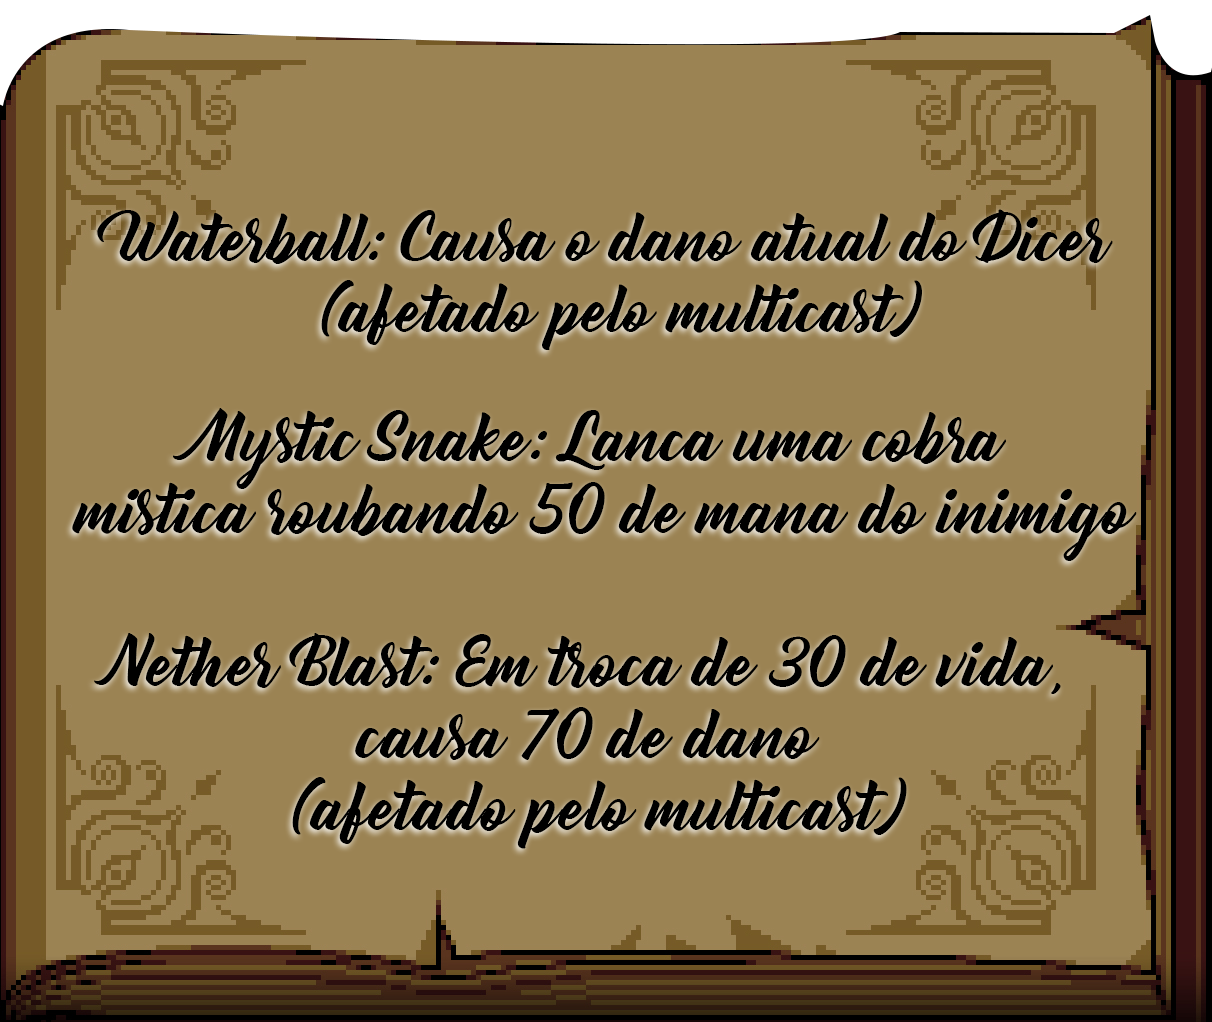 Waterball: Causa o dano atual do Dicer
(afetado pelo multicast)
Mystic Snake: Lanca uma cobra
mistica roubando 50 de mana do inimigo
Nether Blast: Em troca de 30 de vida,
causa 70 de dano
(afetado pelo multicast)